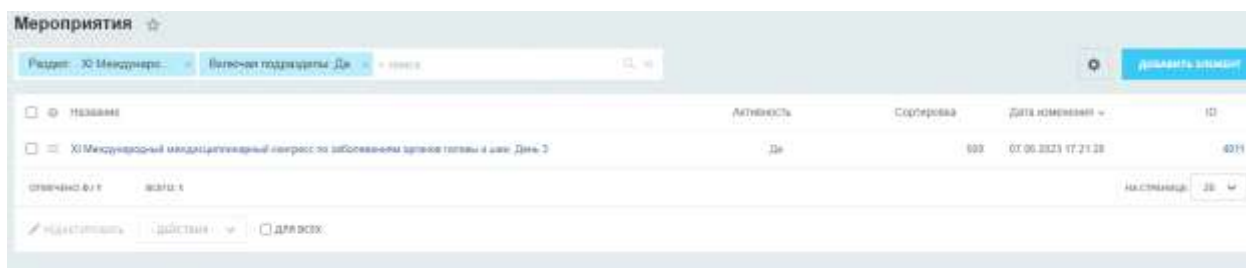 Мероприятия
Раздел: XI Междунаро... Включая подразделы: Да + поиск
ДОБАВИТЬ ЭЛЕМЕНТ
Название Активность Сортировка Дата изменения ID
XI Международный междисциплинарный конгресс по заболеваниям органов головы и шеи. День 3 Да 500 07.06.2023 17:21:28
ОТМЕЧЕНО: 0 / 1 ВСЕГО: 1 НА СТРАНИЦЕ: 20
РЕДАКТИРОВАТЬ - ДЕЙСТВИЯ - ДЛЯ ВСЕХ